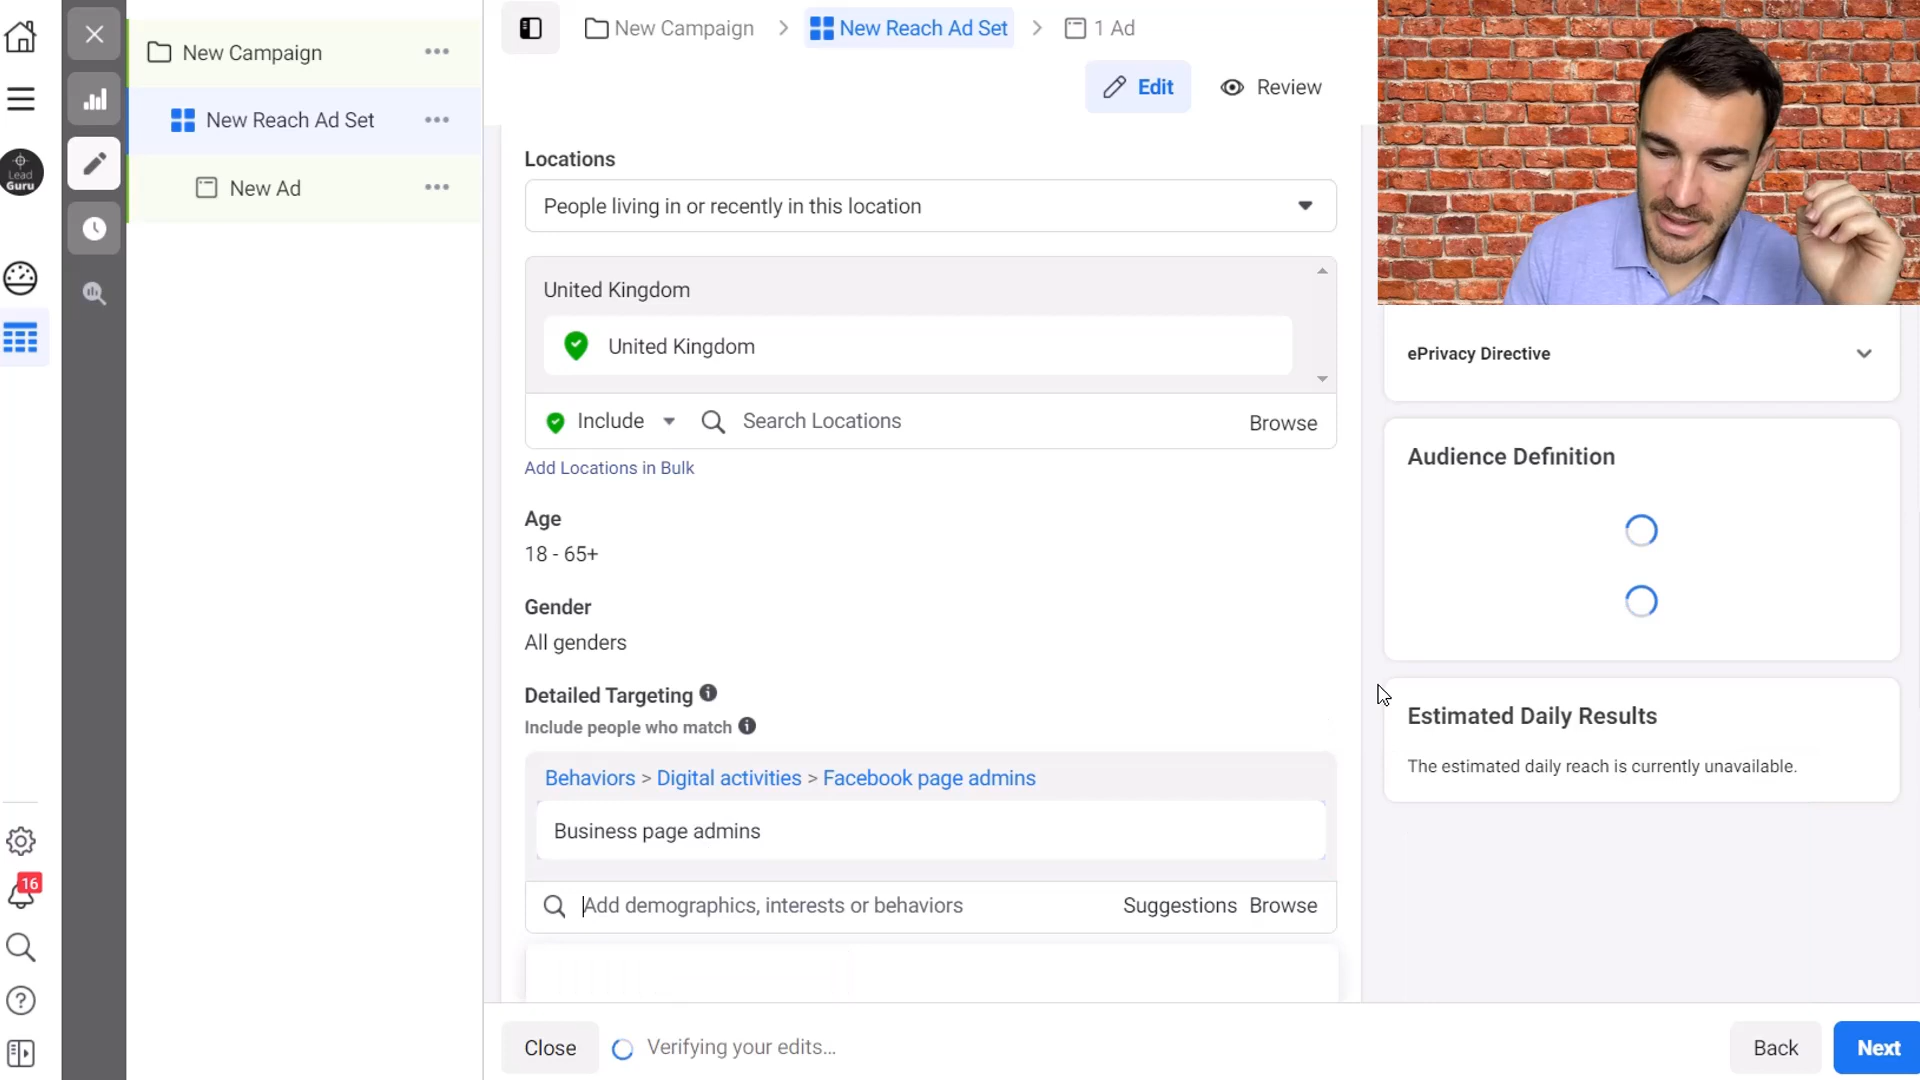 New Campaign
New Reach Ad Set
1 Ad
New Campaign
Edit
Review
New Reach Ad Set
Lead
Guru
New Ad
Locations
People living in or recently in this location
United Kingdom
United Kingdom
ePrivacy Directive
Include
Search Locations
Browse
Audience Definition
Add Locations in Bulk
Age
18 - 65+
Gender
All genders
Detailed Targeting
Include people who match
Estimated Daily Results
The estimated daily reach is currently unavailable.
Behaviors > Digital activities > Facebook page admins
Business page admins
16
Add demographics, interests or behaviors
Suggestions
Browse
Close
Verifying your edits...
Back
Next